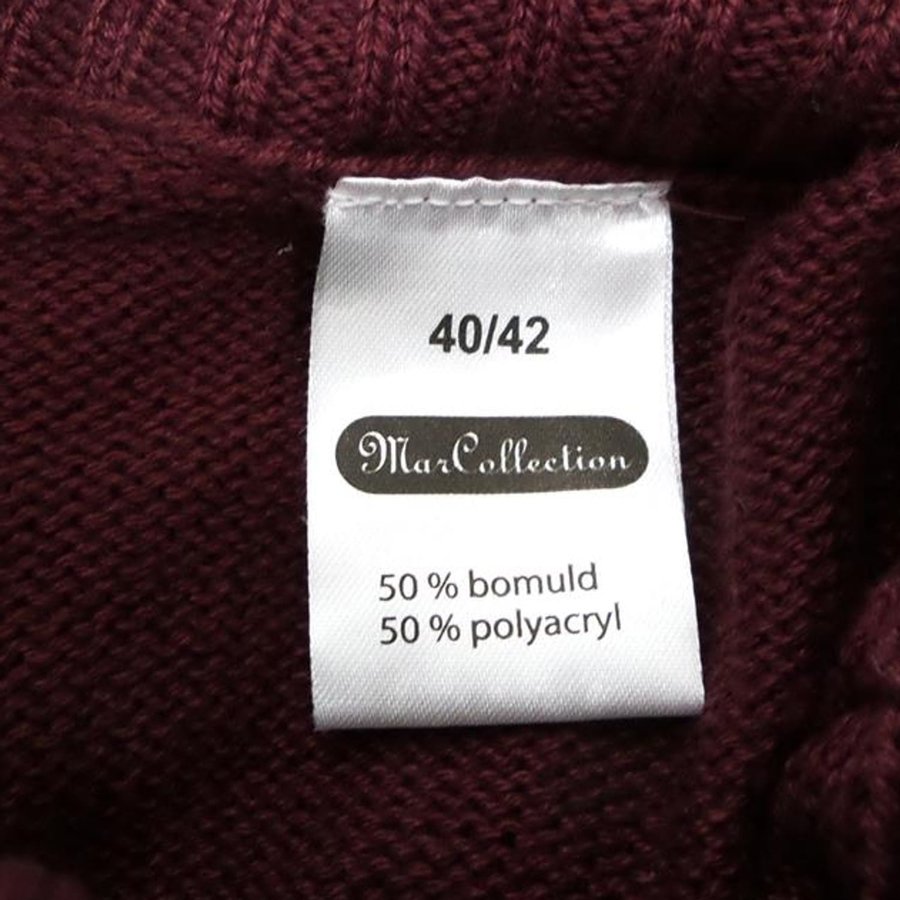 40/42
MarCollection
50 % bomuld
50 % polyacryl